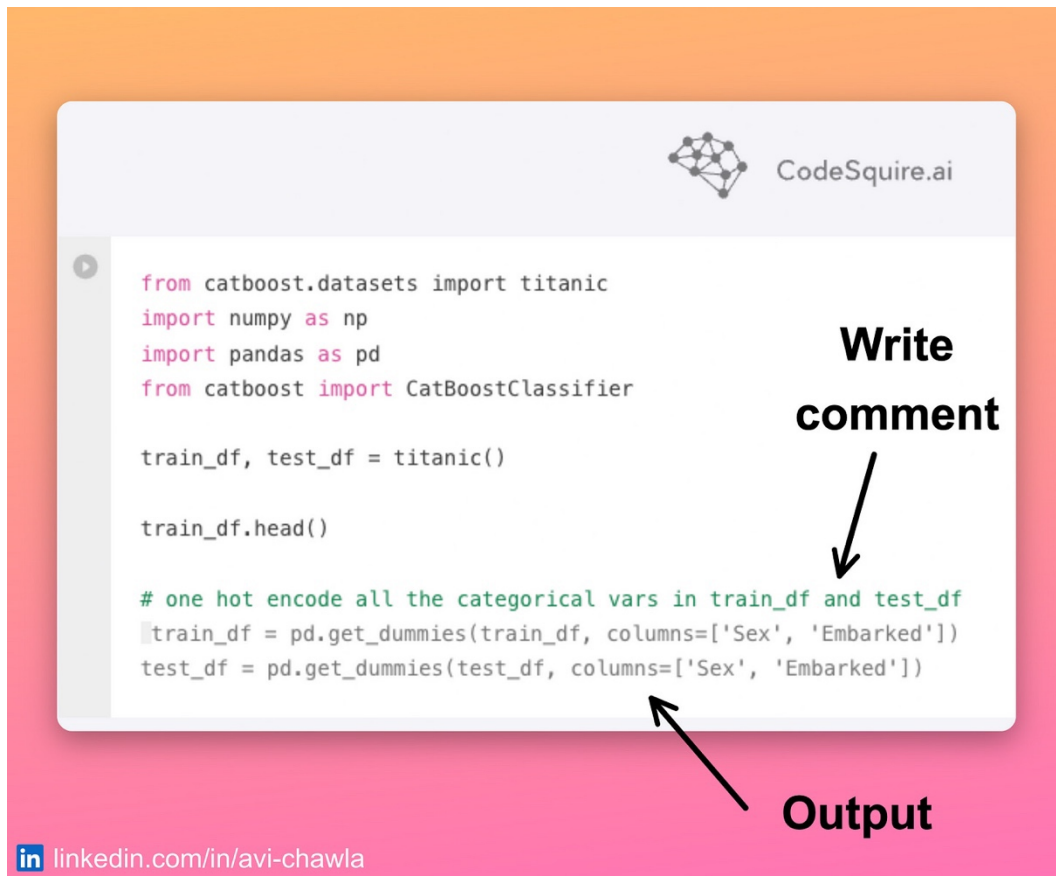 CodeSquire.ai
from catboost.datasets import titanic
import numpy as np
import pandas as pd
from catboost import CatBoostClassifier
train_df, test_df = titanic()
train_df.head()
Write
comment
# one hot encode all the categorical vars in train_df and test_df
train_df = pd.get_dummies(train_df, columns=['Sex', 'Embarked'])
test_df = pd.get_dummies(test_df, columns=['Sex', 'Embarked'])
Output
in linkedin.com/in/avi-chawla